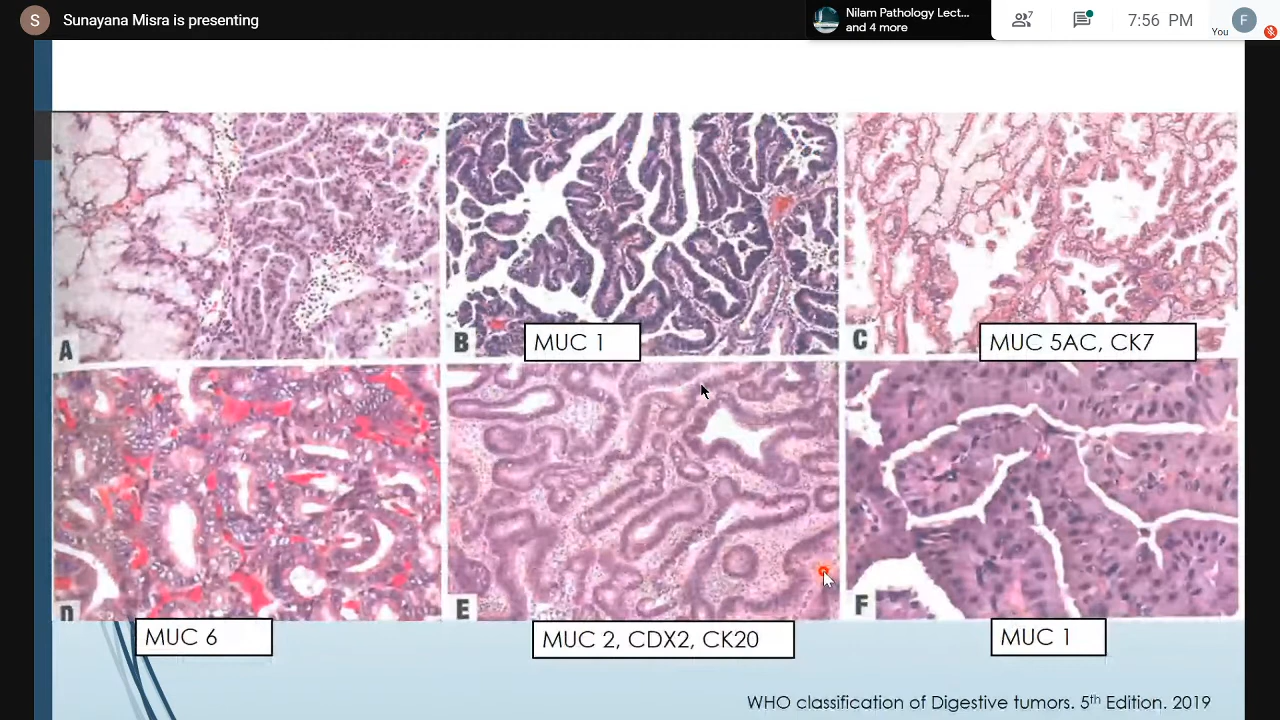 S Sunayana Misra is presenting
Nilam Pathology Lect...
and 4 more
7
7:56 PM
You
F
A
B
MUC 1
C
MUC 5AC, CK7
D
MUC 6
E
MUC 2, CDX2, CK20
F
MUC 1
WHO classification of Digestive tumors. 5th Edition. 2019